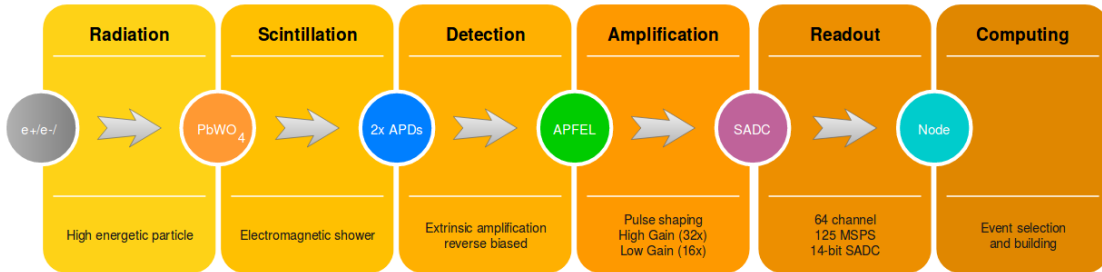 Radiation
Scintillation
Detection
Amplification
Readout
Computing
e+/e-/
PbWO4
2x APDs
APFEL
SADC
Node
High energetic particle
Electromagnetic shower
Extrinsic amplification
reverse biased
Pulse shaping
High Gain (32x)
Low Gain (16x)
64 channel
125 MSPS
14-bit SADC
Event selection
and building